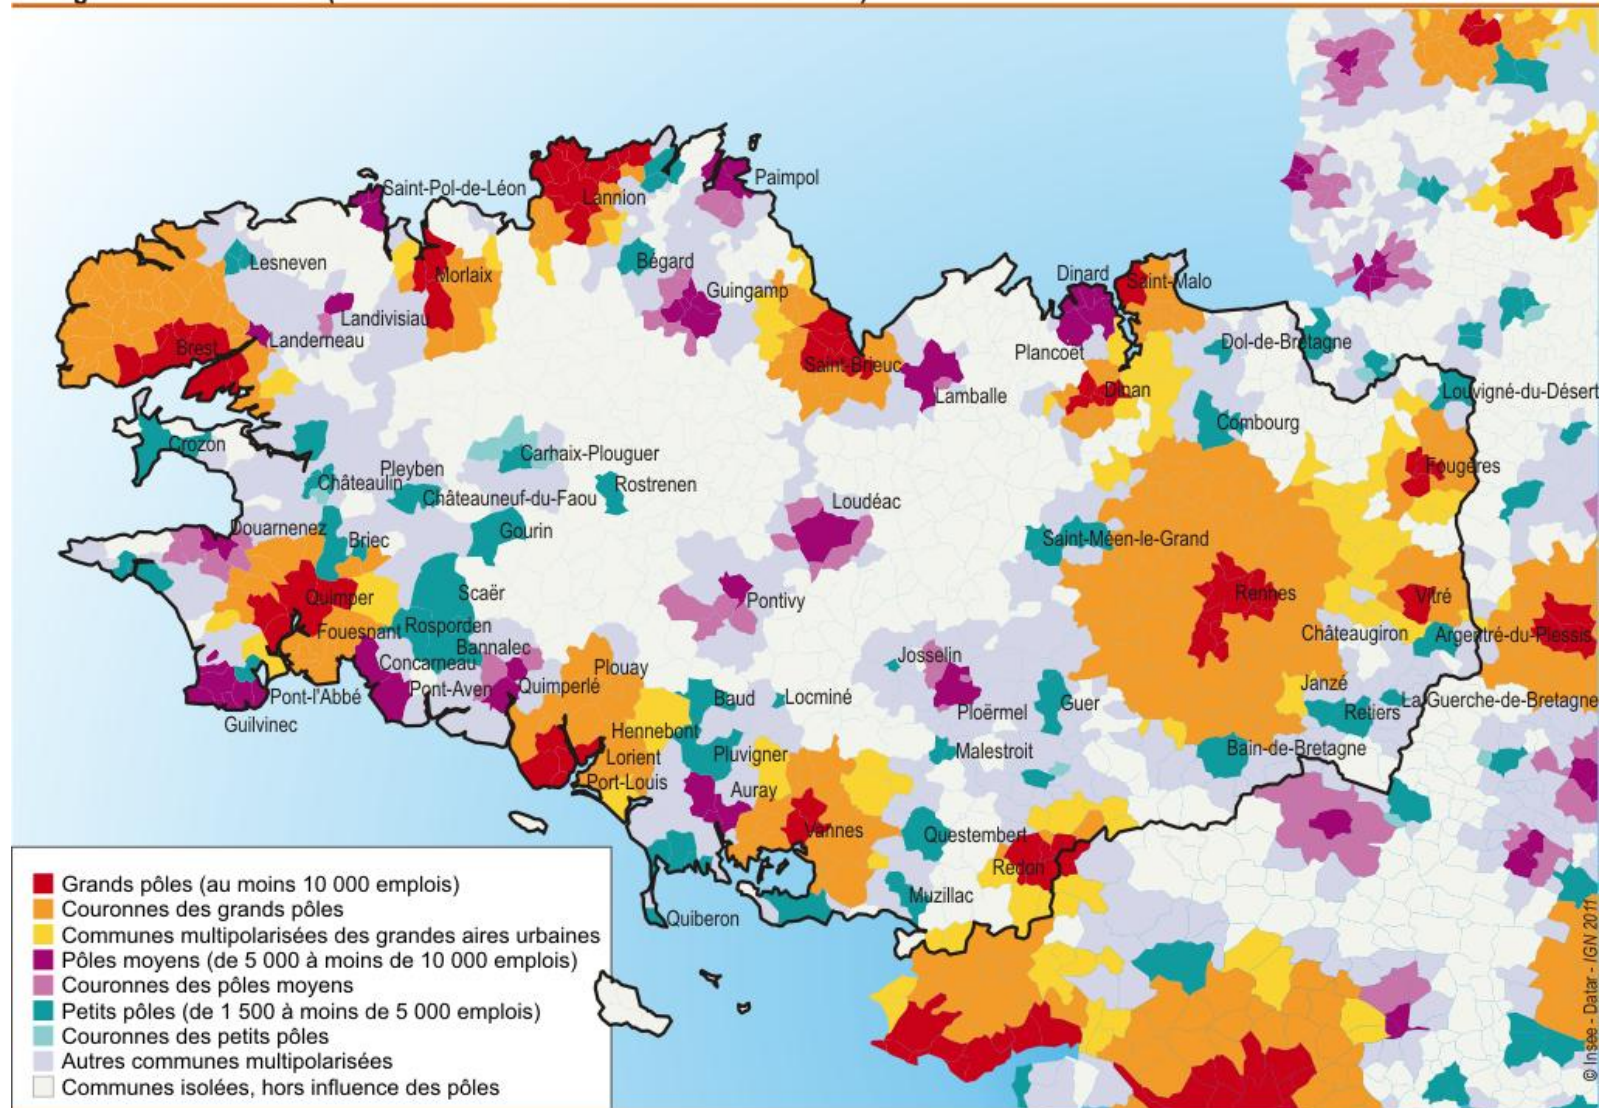 Saint-Pol-de-Léon
Paimpol
Lannion
Lesneven
Morlaix
Bégard
Guingamp
Dinard
Saint-Malo
Landivisiau
Landerneau
Brest
Saint-Brieuc
Plancoët
Dol-de-Bretagne
Lamballe
Dinan
Louvigné-du-Désert
Combourg
Crozon
Carhaix-Plouguer
Fougères
Pleyben
Châteaulin
Châteauneuf-du-Faou
Rostrenen
Loudéac
Douarnenez
Briec
Gourin
Saint-Méen-le-Grand
Quimper
Scaër
Pontivy
Rennes
Vitré
Fouesnant
Rosporden
Châteaugiron
Argentré-du-Plessis
Bannalec
Concarneau
Plouay
Josselin
Pont-Aven
Quimperlé
Janzé
Pont-l'Abbé
Baud
Locminé
Guer
La Guerche-de-Bretagne
Guilvinec
Ploërmel
Retiers
Hennebont
Lorient
Pluvigner
Malestroit
Bain-de-Bretagne
Port-Louis
Auray
Vannes
Questembert
Redon
Muzillac
Quiberon
Grands pôles (au moins 10 000 emplois)
Couronnes des grands pôles
Communes multipolarisées des grandes aires urbaines
Pôles moyens (de 5 000 à moins de 10 000 emplois)
Couronnes des pôles moyens
Petits pôles (de 1 500 à moins de 5 000 emplois)
Couronnes des petits pôles
Autres communes multipolarisées
Communes isolées, hors influence des pôles
© Insee - Datar - IGN 2011